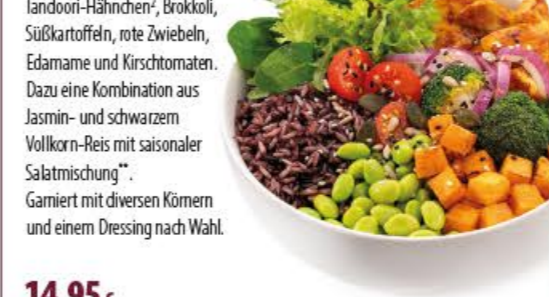 Tandoori-Hähnchen², Brokkoli,
Süßkartoffeln, rote Zwiebeln,
Edamame und Kirschtomaten.
Dazu eine Kombination aus
Jasmin- und schwarzem
Vollkorn-Reis mit saisonaler
Salatmischung**.
Garniert mit diversen Körnern
und einem Dressing nach Wahl.
14,95 €